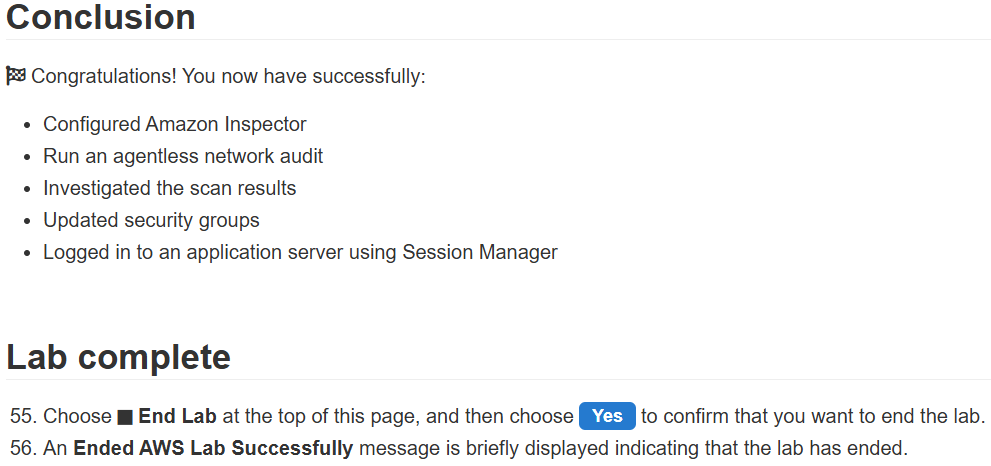 Conclusion
Congratulations! You now have successfully:
• Configured Amazon Inspector
• Run an agentless network audit
• Investigated the scan results
• Updated security groups
• Logged in to an application server using Session Manager
Lab complete
55. Choose ■ End Lab at the top of this page, and then choose Yes to confirm that you want to end the lab.
56. An Ended AWS Lab Successfully message is briefly displayed indicating that the lab has ended.